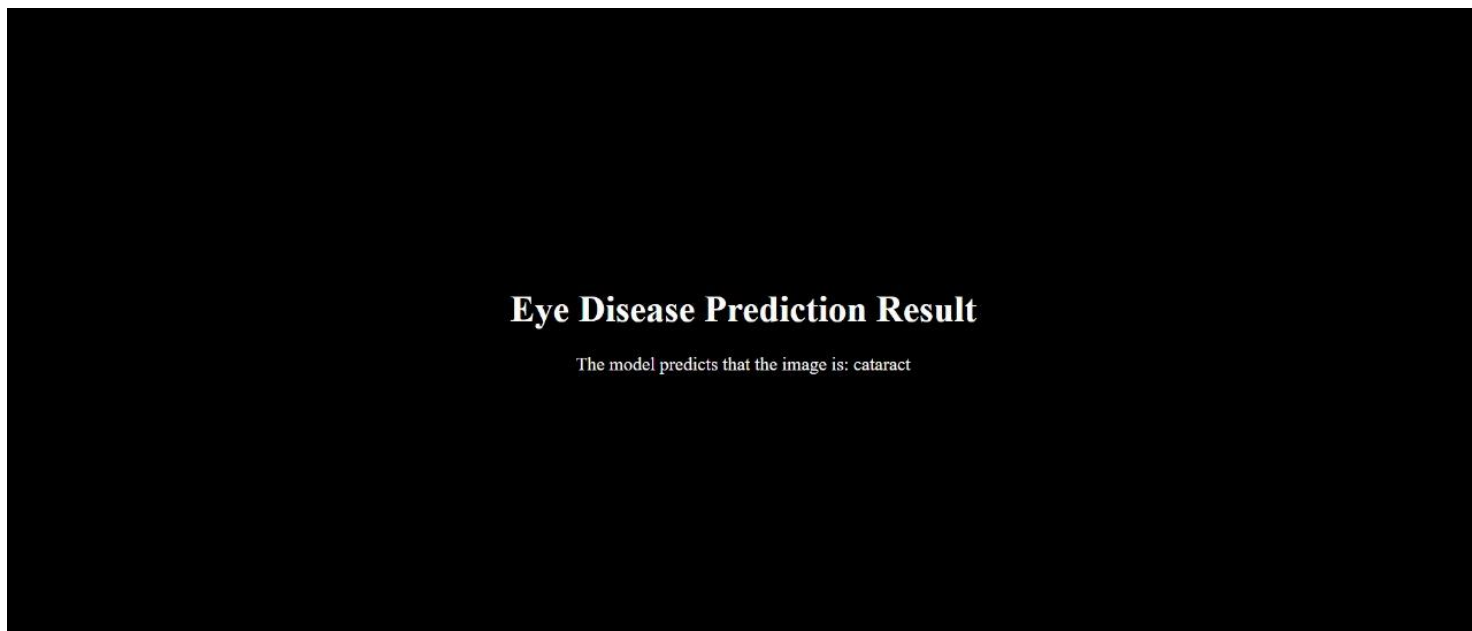 Eye Disease Prediction Result
The model predicts that the image is: cataract